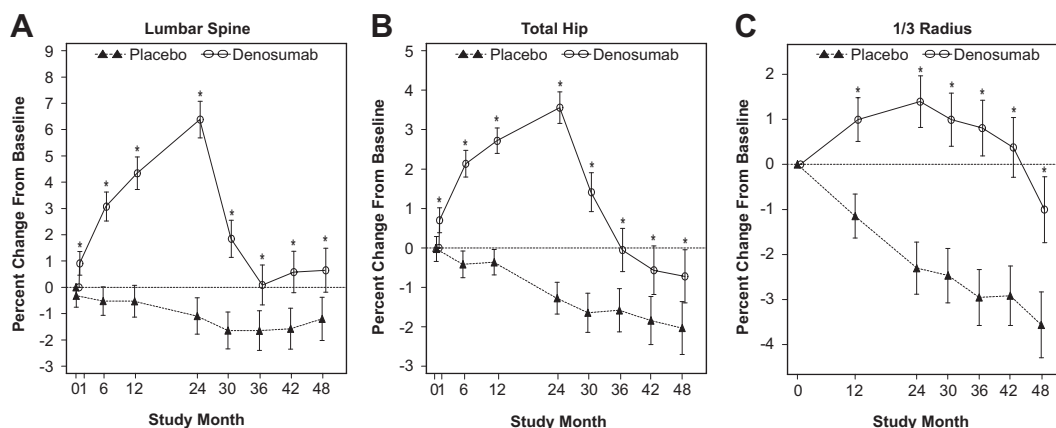 A
Lumbar Spine
Placebo Denosumab
Percent Change From Baseline
9
8
7
6
5
4
3
2
1
0
-1
-2
-3
* * * * * * * *
01 6 12 24 30 36 42 48
Study Month
B
Total Hip
Placebo Denosumab
Percent Change From Baseline
5
4
3
2
1
0
-1
-2
-3
* * * * * * * *
01 6 12 24 30 36 42 48
Study Month
C
1/3 Radius
Placebo Denosumab
Percent Change From Baseline
2
1
0
-1
-2
-3
-4
* * * * * *
0 12 24 30 36 42 48
Study Month